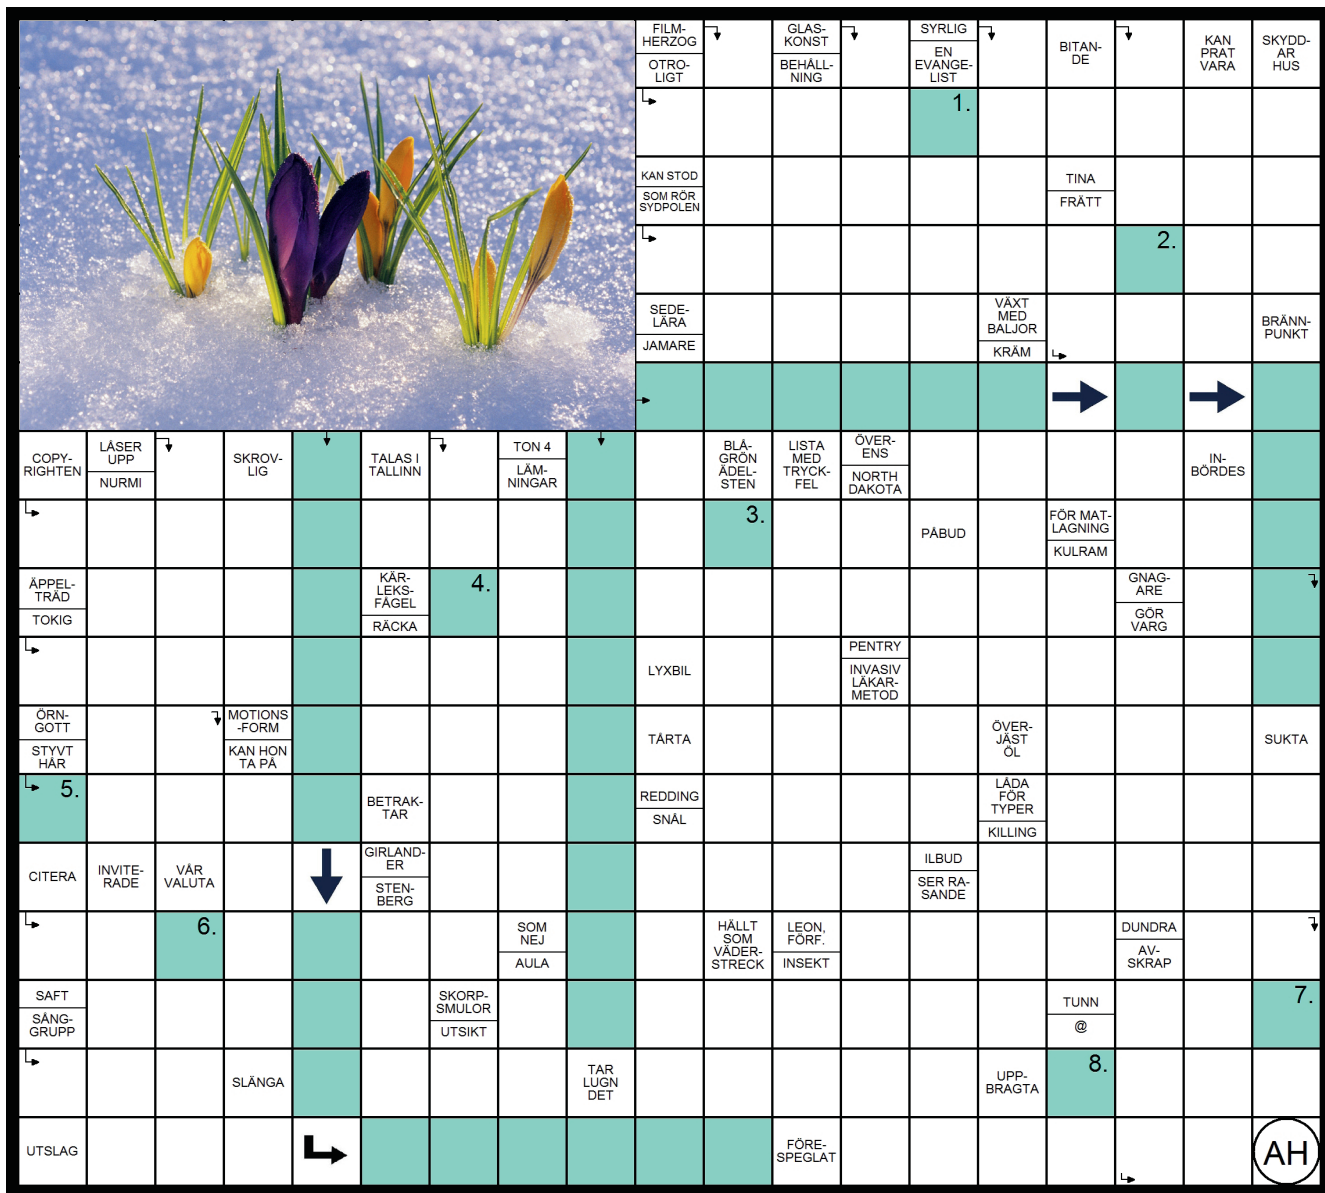 FILM-
HERZOG
OTRO-
LIGT
GLAS-
KONST
BEHÅLL-
NING
SYRLIG
EN
EVANGE-
LIST
BITAN-
DE
KAN
PRAT
VARA
SKYDD-
AR
HUS
1.
KAN STOD
SOM RÖR
SYDPOLEN
TINA
FRÄTT
2.
SEDE-
LÄRA
JAMARE
VÄXT
MED
BALJOR
KRÄM
BRÄNN-
PUNKT
COPY-
RIGHTEN
LÅSER
UPP
NURMI
SKROV-
LIG
TALAS I
TALLINN
TON 4
LÄM-
NINGAR
BLÅ-
GRÖN
ÄDEL-
STEN
LISTA
MED
TRYCK-
FEL
ÖVER-
ENS
NORTH
DAKOTA
IN-
BÖRDES
3.
PÅBUD
FÖR MAT-
LAGNING
KULRAM
ÄPPEL-
TRÄD
TOKIG
KÄR-
LEKS-
FÅGEL
RÄCKA
4.
GNAG-
ARE
GÖR
VARG
LYXBIL
PENTRY
INVASIV
LÄKAR-
METOD
ÖRN-
GOTT
STYVT
HÅR
MOTIONS
-FORM
KAN HON
TA PÅ
TÅRTA
ÖVER-
JÄST
ÖL
SUKTA
5.
BETRAK-
TAR
REDDING
SNÅL
LÅDA
FÖR
TYPER
KILLING
CITERA
INVITE-
RADE
VÅR
VALUTA
GIRLAND-
ER
STEN-
BERG
ILBUD
SER RA-
SANDE
6.
SOM
NEJ
AULA
HÄLLT
SOM
VÄDER-
STRECK
LEON,
FÖRF.
INSEKT
DUNDRA
AV-
SKRAP
SAFT
SÅNG-
GRUPP
SKORP-
SMULOR
UTSIKT
TUNN
@
7.
SLÄNGA
TAR
LUGN
DET
UPP-
BRAGTA
8.
UTSLAG
FÖRE-
SPEGLAT
AH